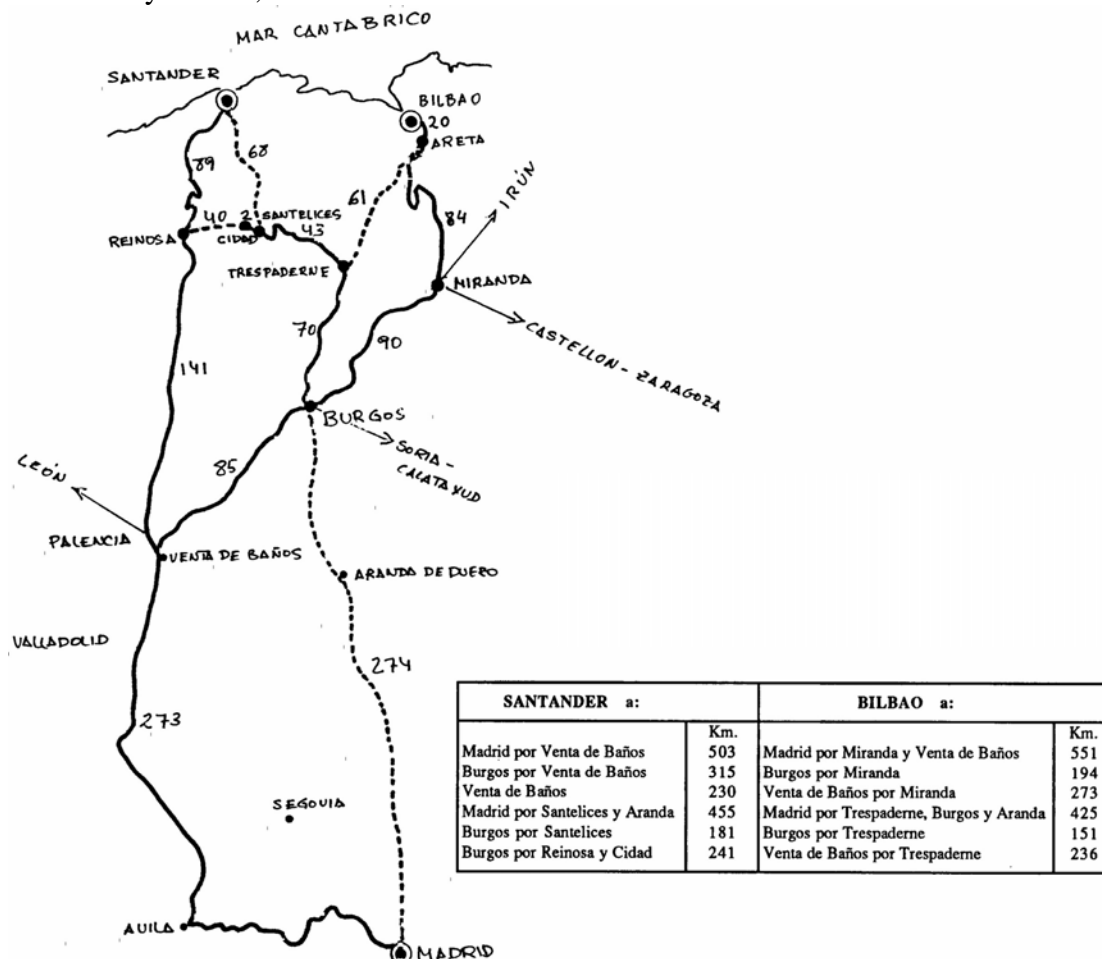 MAR CANTABRICO
SANTANDER
BILBAO
20
ARETA
89
68
61
IRÚN
40
2
SANTELICES
CIDAD
43
84
REINOSA
TRESPADERNE
MIRANDA
70
90
CASTELLON - ZARAGOZA
141
BURGOS
SORIA -
CALATAYUD
LEÓN
85
PALENCIA
VENTA DE BAÑOS
ARANDA DE DUERO
VALLADOLID
274
273
SEGOVIA
AVILA
MADRID
SANTANDER a: BILBAO a:
Km. Km.
Madrid por Venta de Baños 503 Madrid por Miranda y Venta de Baños 551
Burgos por Venta de Baños 315 Burgos por Miranda 194
Venta de Baños 230 Venta de Baños por Miranda 273
Madrid por Santelices y Aranda 455 Madrid por Trespaderne, Burgos y Aranda 425
Burgos por Santelices 181 Burgos por Trespaderne 151
Burgos por Reinosa y Cidad 241 Venta de Baños por Trespaderne 236